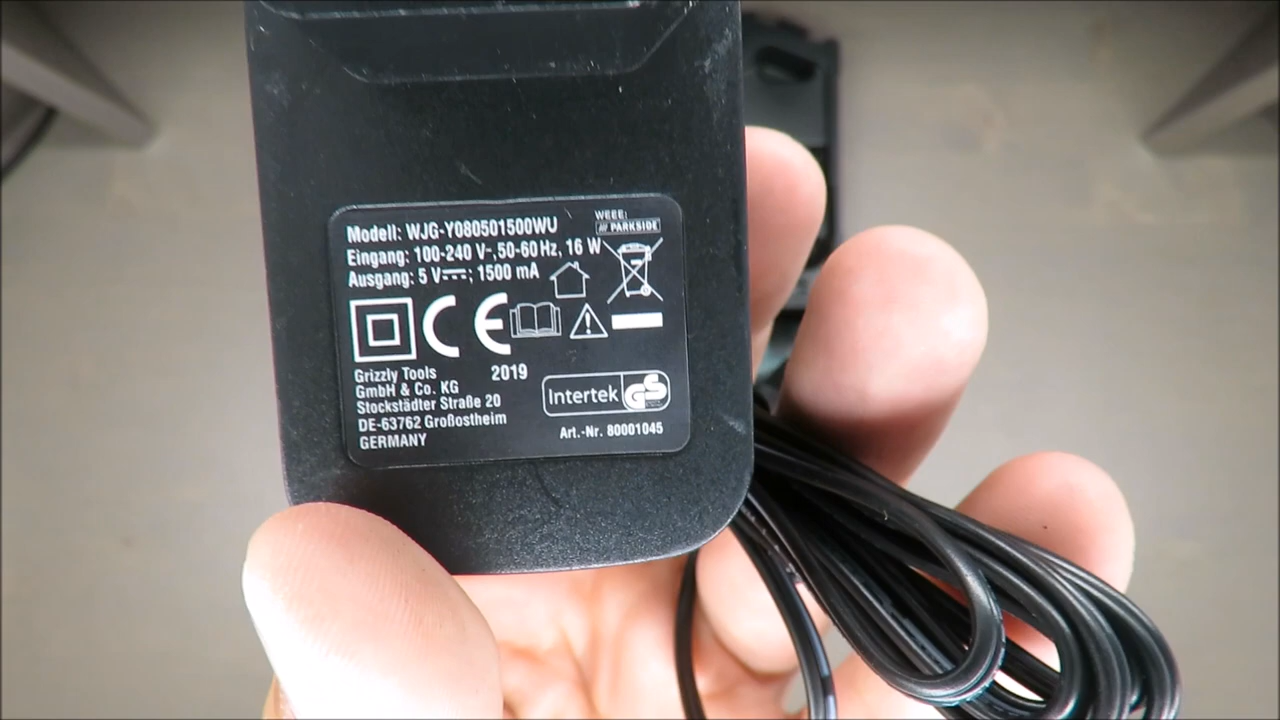 Modell: WJG-Y080501500WU
WEEE:
/// PARKSIDE
Eingang: 100-240 V~,50-60 Hz, 16 W
Ausgang: 5 V⎓; 1500 mA
CE
Grizzly Tools
GmbH & Co. KG
Stockstädter Straße 20
DE-63762 Großostheim
GERMANY
2019
Intertek GS
Art.-Nr. 80001045